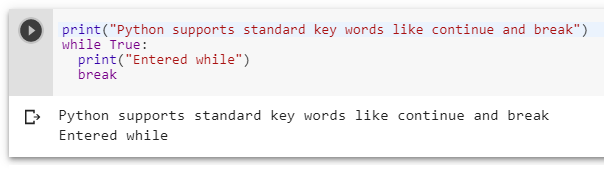 print("Python supports standard key words like continue and break")
while True:
  print("Entered while")
  break
Python supports standard key words like continue and break
Entered while